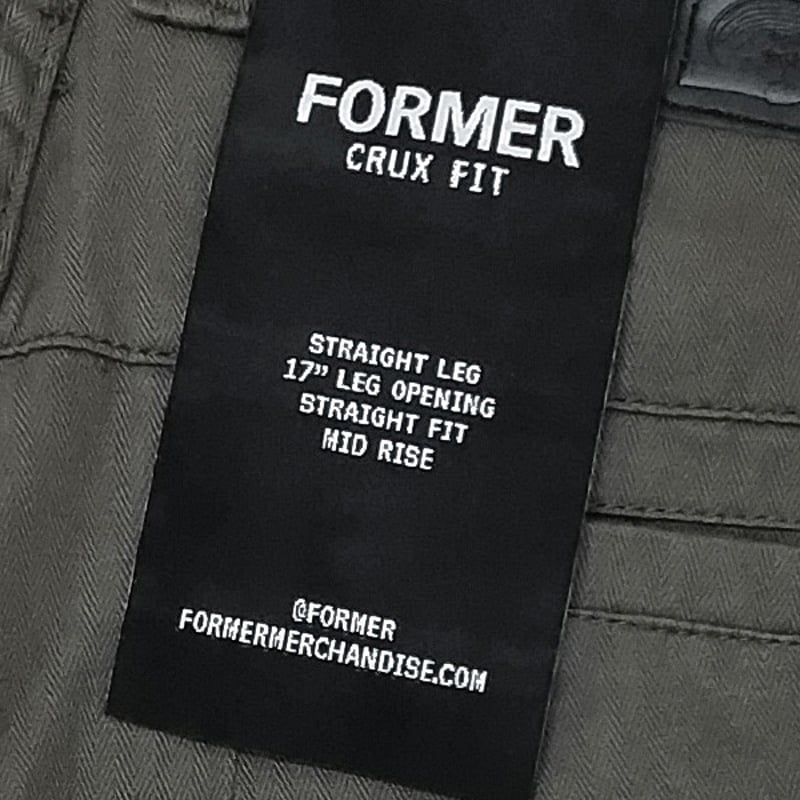 FORMER
CRUX FIT
STRAIGHT LEG
17” LEG OPENING
STRAIGHT FIT
MID RISE
@FORMER
FORMERMERCHANDISE.COM